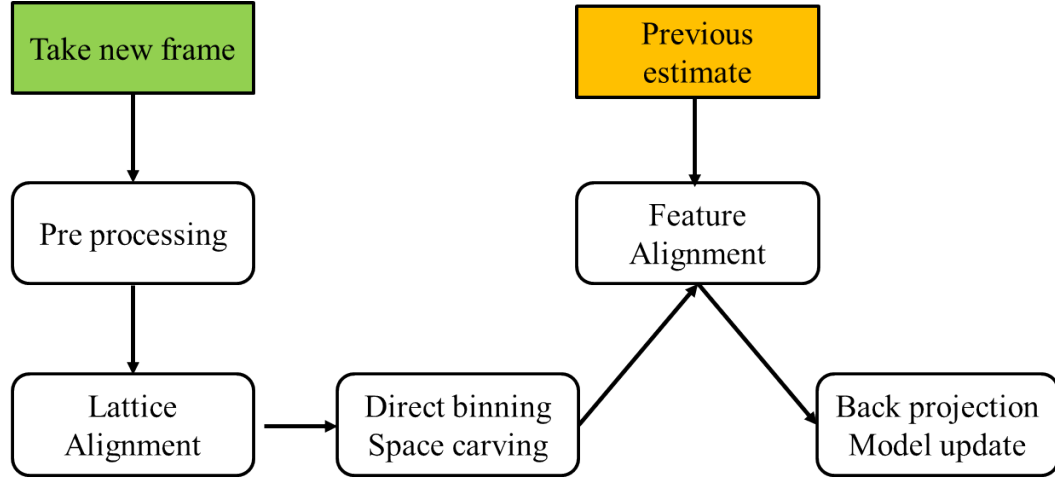 Take new frame
Previous
estimate
Pre processing
Feature
Alignment
Lattice
Alignment
Direct binning
Space carving
Back projection
Model update